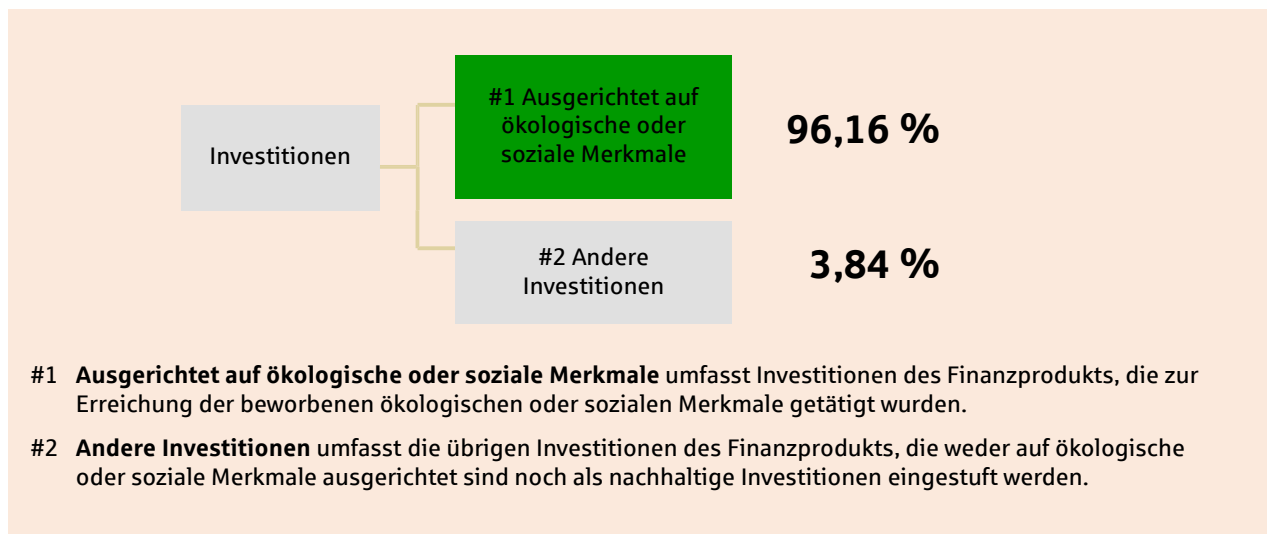 #1 Ausgerichtet auf
ökologische oder
soziale Merkmale
96,16 %
Investitionen
#2 Andere
Investitionen
3,84 %
#1 Ausgerichtet auf ökologische oder soziale Merkmale umfasst Investitionen des Finanzprodukts, die zur
Erreichung der beworbenen ökologischen oder sozialen Merkmale getätigt wurden.
#2 Andere Investitionen umfasst die übrigen Investitionen des Finanzprodukts, die weder auf ökologische
oder soziale Merkmale ausgerichtet sind noch als nachhaltige Investitionen eingestuft werden.